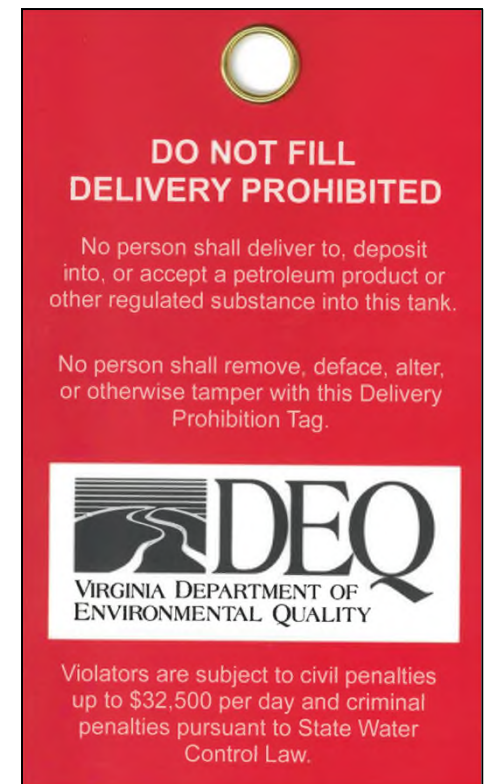 DO NOT FILL
DELIVERY PROHIBITED
No person shall deliver to, deposit
into, or accept a petroleum product or
other regulated substance into this tank.
No person shall remove, deface, alter,
or otherwise tamper with this Delivery
Prohibition Tag.
DEQ
VIRGINIA DEPARTMENT OF
ENVIRONMENTAL QUALITY
Violators are subject to civil penalties
up to $32,500 per day and criminal
penalties pursuant to State Water
Control Law.